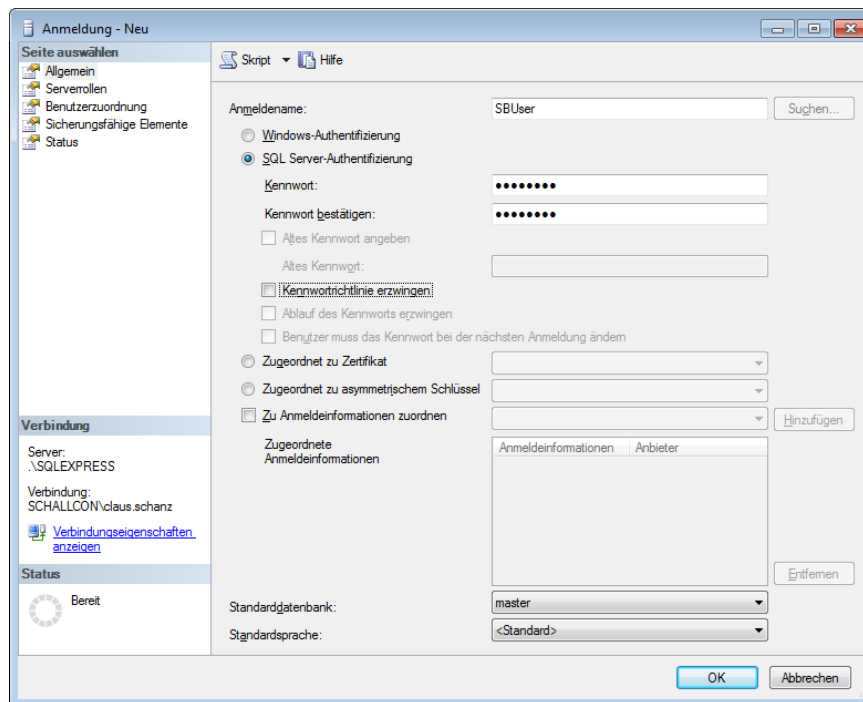 Anmeldung - Neu
Seite auswählen
Allgemein
Serverrollen
Benutzerzuordnung
Sicherungsfähige Elemente
Status
Skript
Hilfe
Anmeldename:
SBUser
Suchen...
Windows-Authentifizierung
SQL Server-Authentifizierung
Kennwort:
●●●●●●●●
Kennwort bestätigen:
●●●●●●●●
Altes Kennwort angeben
Altes Kennwort:
Kennwortrichtlinie erzwingen
Ablauf des Kennworts erzwingen
Benutzer muss das Kennwort bei der nächsten Anmeldung ändern
Zugeordnet zu Zertifikat
Zugeordnet zu asymmetrischem Schlüssel
Zu Anmeldeinformationen zuordnen
Hinzufügen
Zugeordnete
Anmeldeinformationen
Anmeldeinformationen
Anbieter
Entfernen
Standarddatenbank:
master
Standardsprache:
<Standard>
Verbindung
Server:
.\SQLEXPRESS
Verbindung:
SCHALLCON\claus.schanz
Verbindungseigenschaften
anzeigen
Status
Bereit
OK
Abbrechen